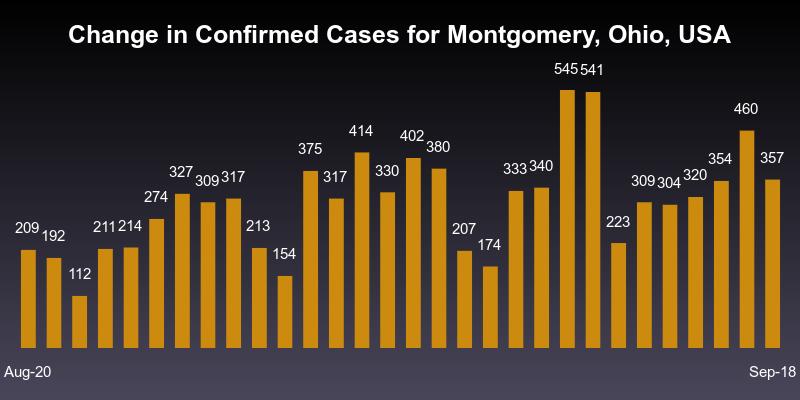 Change in Confirmed Cases for Montgomery, Ohio, USA
209 192 112 211 214 274 327 309 317 213 154 375 317 414 330 402 380 207 174 333 340 545 541 223 309 304 320 354 460 357
Aug-20 Sep-18